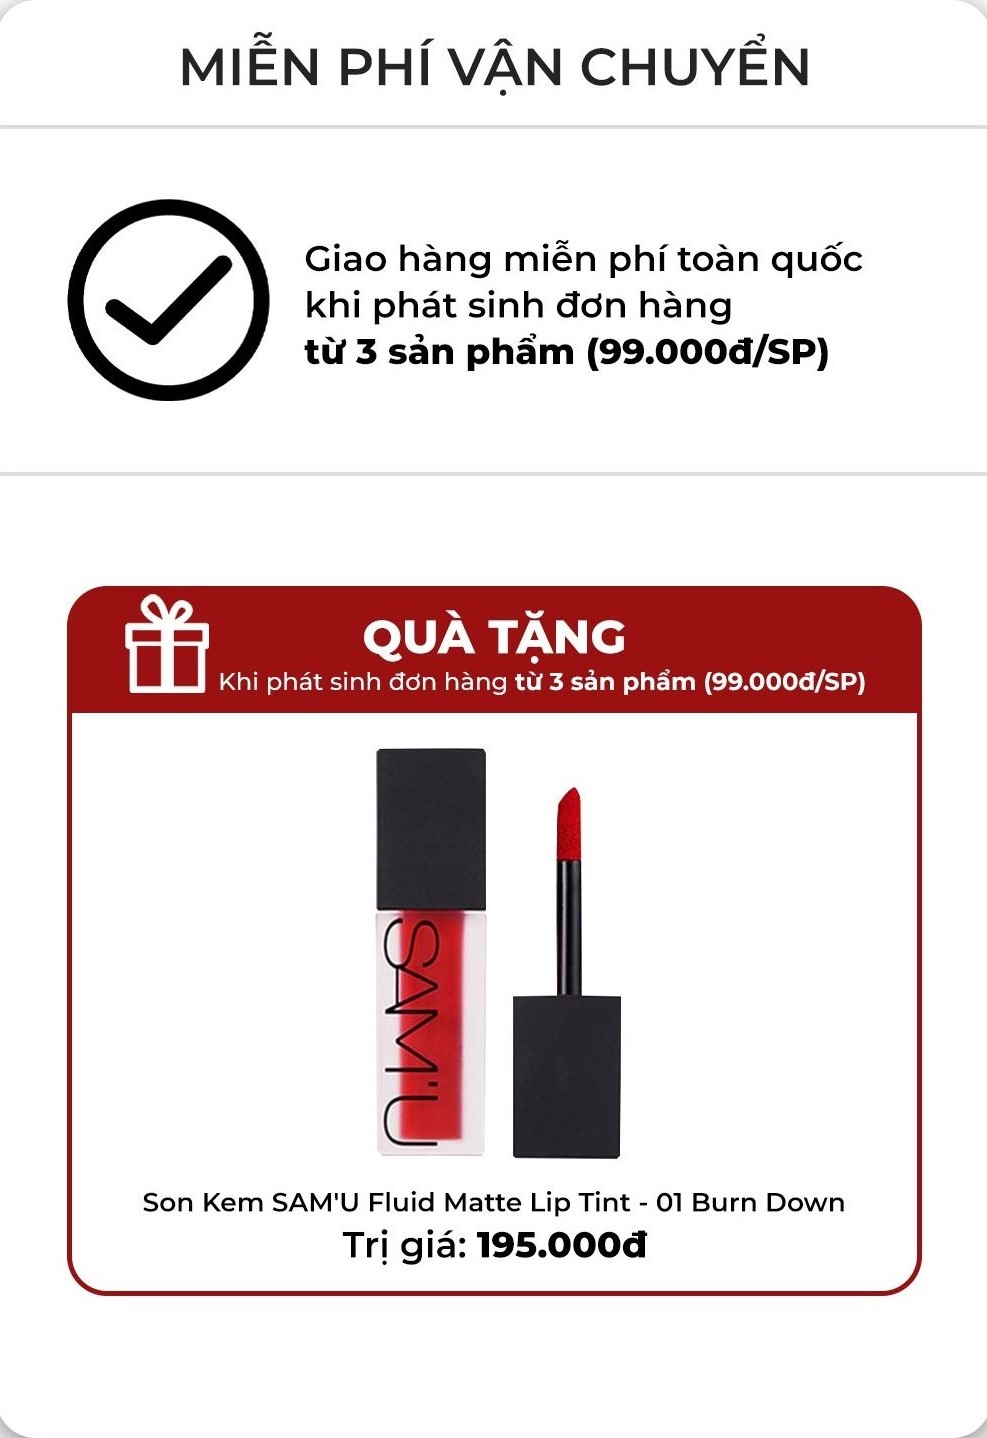 MIỄN PHÍ VẬN CHUYỂN
Giao hàng miễn phí toàn quốc
khi phát sinh đơn hàng
từ 3 sản phẩm (99.000đ/SP)
QUÀ TẶNG
Khi phát sinh đơn hàng từ 3 sản phẩm (99.000đ/SP)
SAM'U
Son Kem SAM'U Fluid Matte Lip Tint - 01 Burn Down
Trị giá: 195.000đ